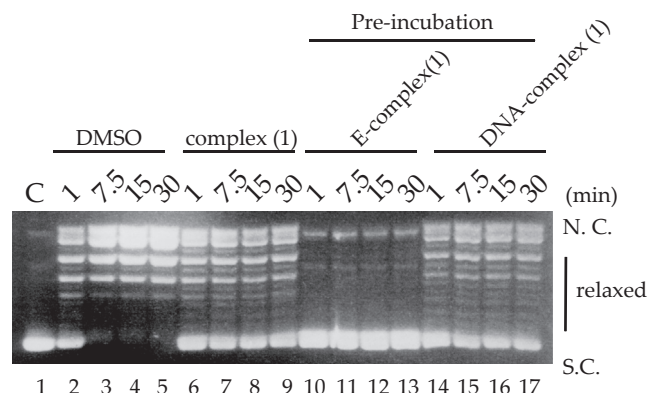 Pre-incubation
E-complex(1)
DNA-complex (1)
DMSO
complex (1)
C 1 7.5 15 30 1 7.5 15 30 1 7.5 15 30 1 7.5 15 30 (min)
N. C.
relaxed
S.C.
1 2 3 4 5 6 7 8 9 10 11 12 13 14 15 16 17